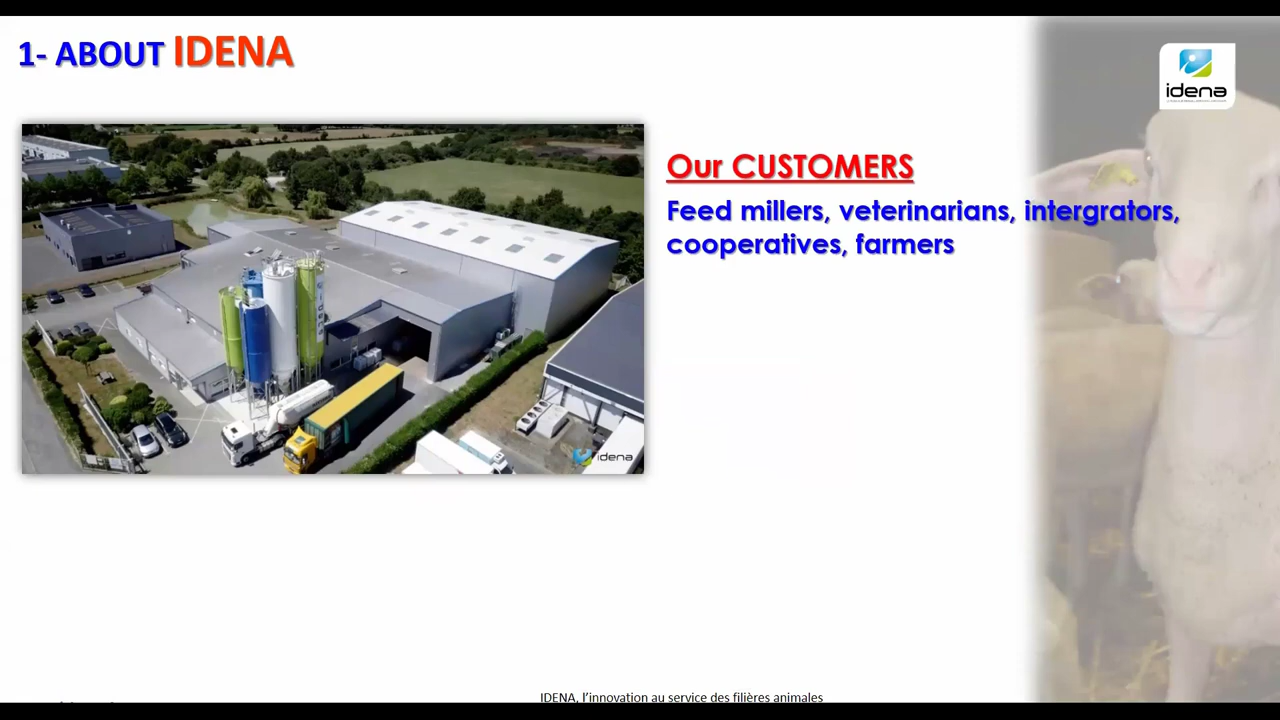 1- ABOUT IDENA
idena
Our CUSTOMERS
Feed millers, veterinarians, intergrators,
cooperatives, farmers
idena
idena
IDENA, l’innovation au service des filières animales